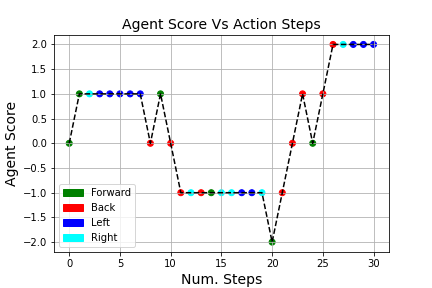 Agent Score Vs Action Steps
Agent Score
2.0
1.5
1.0
0.5
0.0
−0.5
−1.0
−1.5
−2.0
Forward
Back
Left
Right
0 5 10 15 20 25 30
Num. Steps